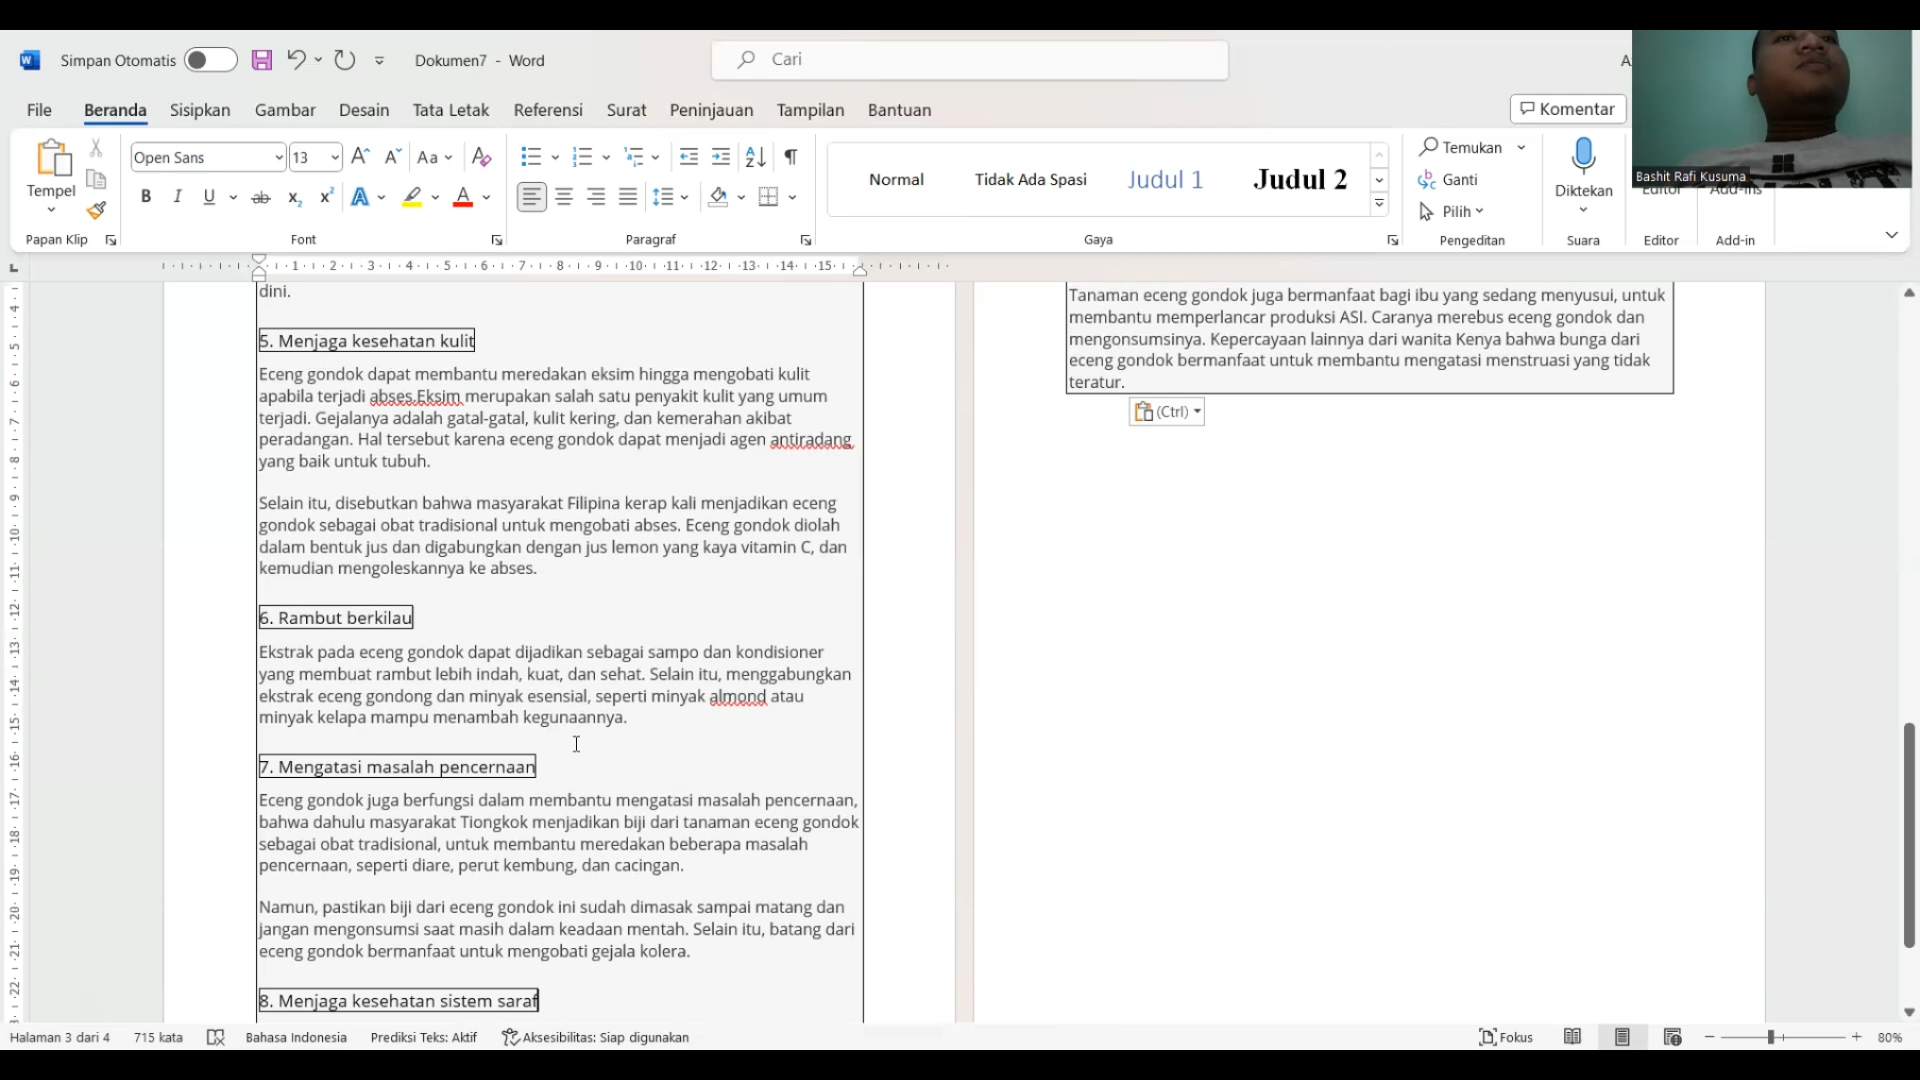 Simpan Otomatis
Dokumen7 - Word
Cari
File Beranda Sisipkan Gambar Desain Tata Letak Referensi Surat Peninjauan Tampilan Bantuan
Komentar
Tempel
Papan Klip
Open Sans 13
Font
Paragraf
Normal
Tidak Ada Spasi
Judul 1
Judul 2
Gaya
Temukan
Ganti
Pilih
Pengeditan
Diktekan
Suara
Editor
Editor
Add-ins
Add-in
Bashit Rafi Kusuma
dini.
5. Menjaga kesehatan kulit
Eceng gondok dapat membantu meredakan eksim hingga mengobati kulit
apabila terjadi abses.Eksim merupakan salah satu penyakit kulit yang umum
terjadi. Gejalanya adalah gatal-gatal, kulit kering, dan kemerahan akibat
peradangan. Hal tersebut karena eceng gondok dapat menjadi agen antiradang
yang baik untuk tubuh.
Selain itu, disebutkan bahwa masyarakat Filipina kerap kali menjadikan eceng
gondok sebagai obat tradisional untuk mengobati abses. Eceng gondok diolah
dalam bentuk jus dan digabungkan dengan jus lemon yang kaya vitamin C, dan
kemudian mengoleskannya ke abses.
6. Rambut berkilau
Ekstrak pada eceng gondok dapat dijadikan sebagai sampo dan kondisioner
yang membuat rambut lebih indah, kuat, dan sehat. Selain itu, menggabungkan
ekstrak eceng gondong dan minyak esensial, seperti minyak almond atau
minyak kelapa mampu menambah kegunaannya.
7. Mengatasi masalah pencernaan
Eceng gondok juga berfungsi dalam membantu mengatasi masalah pencernaan,
bahwa dahulu masyarakat Tiongkok menjadikan biji dari tanaman eceng gondok
sebagai obat tradisional, untuk membantu meredakan beberapa masalah
pencernaan, seperti diare, perut kembung, dan cacingan.
Namun, pastikan biji dari eceng gondok ini sudah dimasak sampai matang dan
jangan mengonsumsi saat masih dalam keadaan mentah. Selain itu, batang dari
eceng gondok bermanfaat untuk mengobati gejala kolera.
8. Menjaga kesehatan sistem saraf
Tanaman eceng gondok juga bermanfaat bagi ibu yang sedang menyusui, untuk
membantu memperlancar produksi ASI. Caranya merebus eceng gondok dan
mengonsumsinya. Kepercayaan lainnya dari wanita Kenya bahwa bunga dari
eceng gondok bermanfaat untuk membantu mengatasi menstruasi yang tidak
teratur.
(Ctrl)
Halaman 3 dari 4 715 kata Bahasa Indonesia Prediksi Teks: Aktif Aksesibilitas: Siap digunakan Fokus 80%